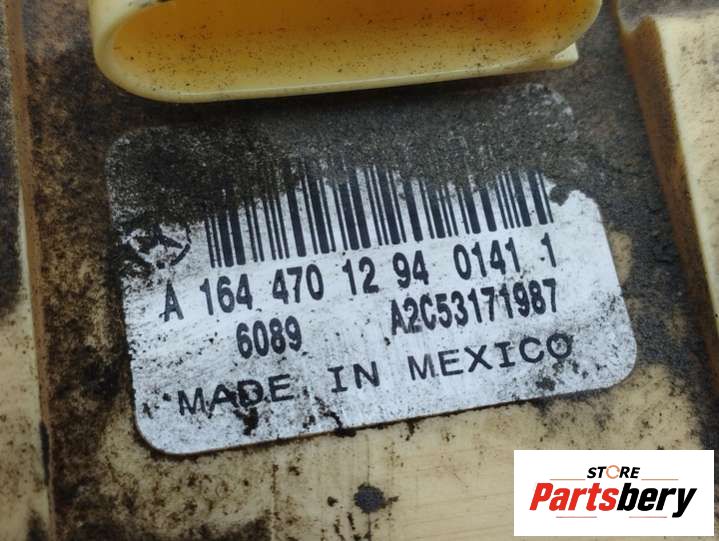 A 164 470 12 94 0141 1
6089 A2C53171987
MADE IN MEXICO
STORE
Partsbery